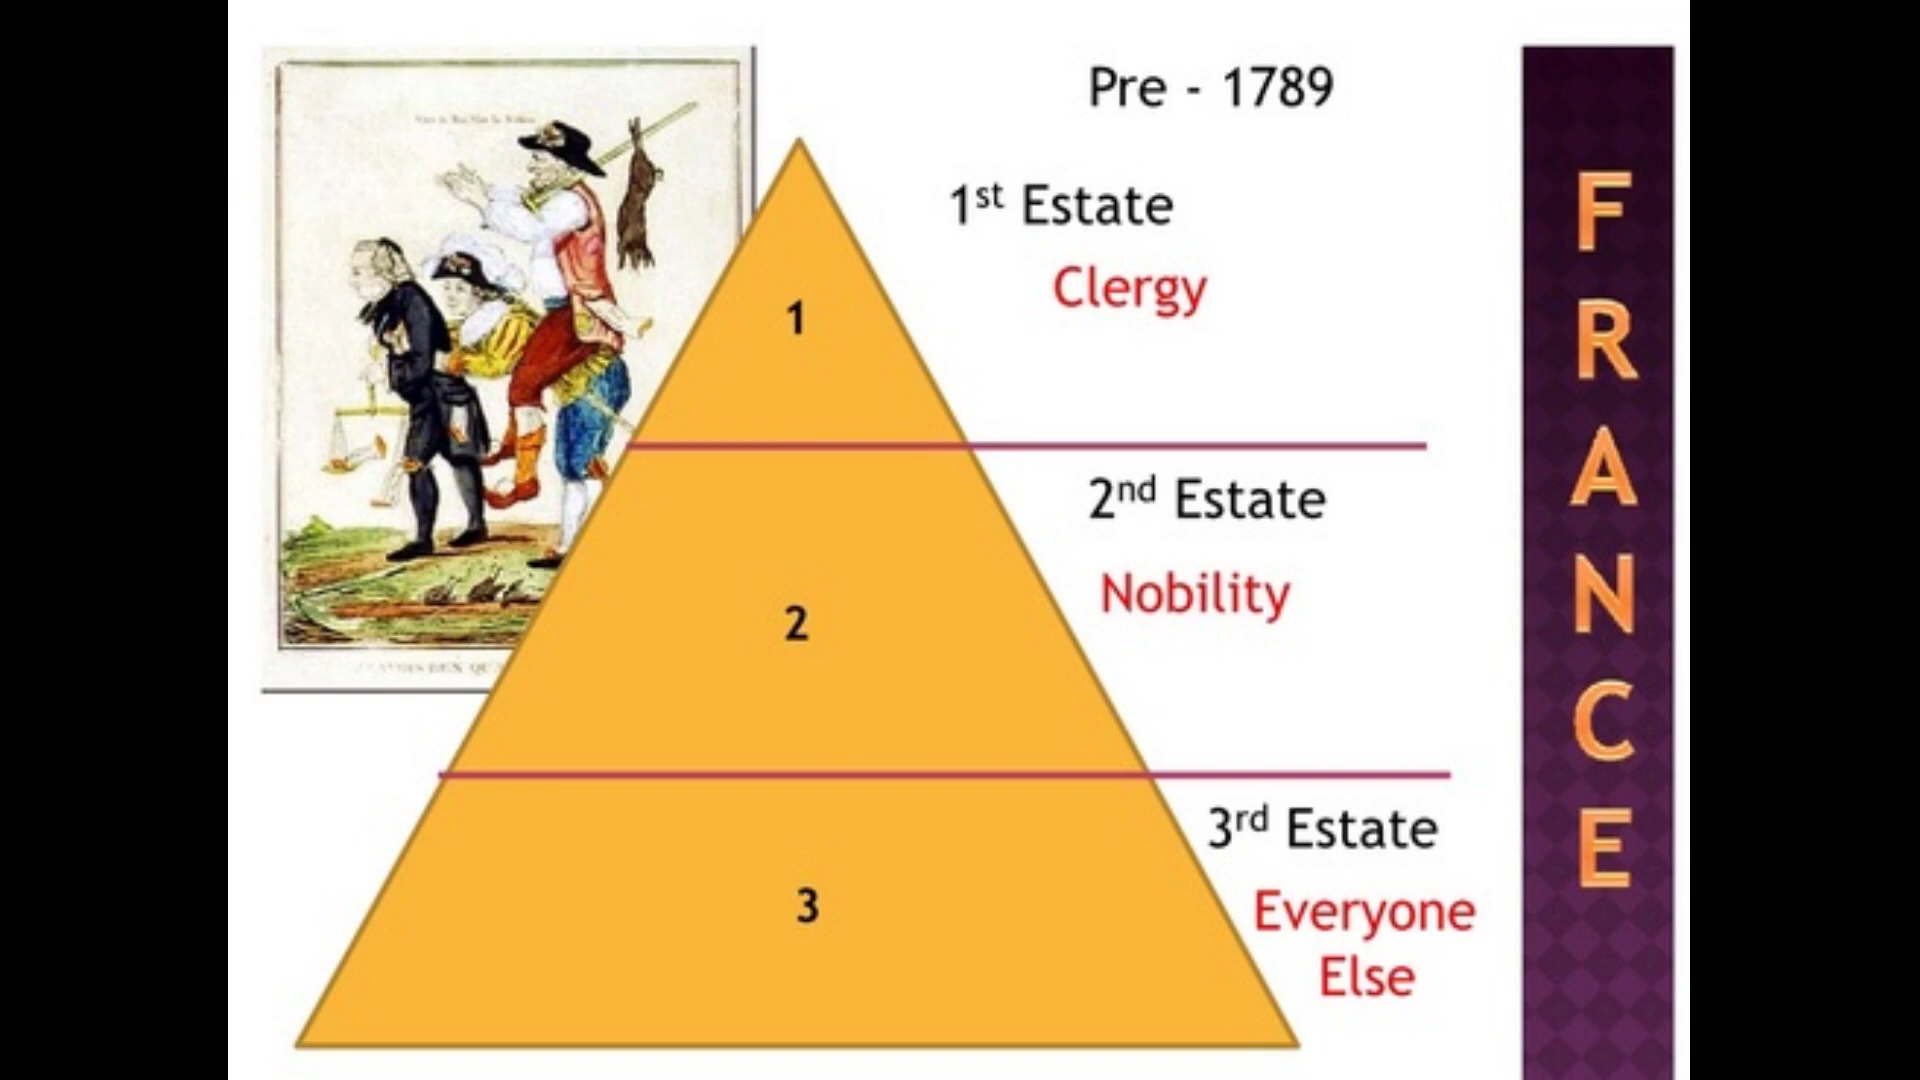 Pre - 1789
1st Estate
Clergy
1
2nd Estate
Nobility
2
3rd Estate
Everyone
Else
3
FRANCE